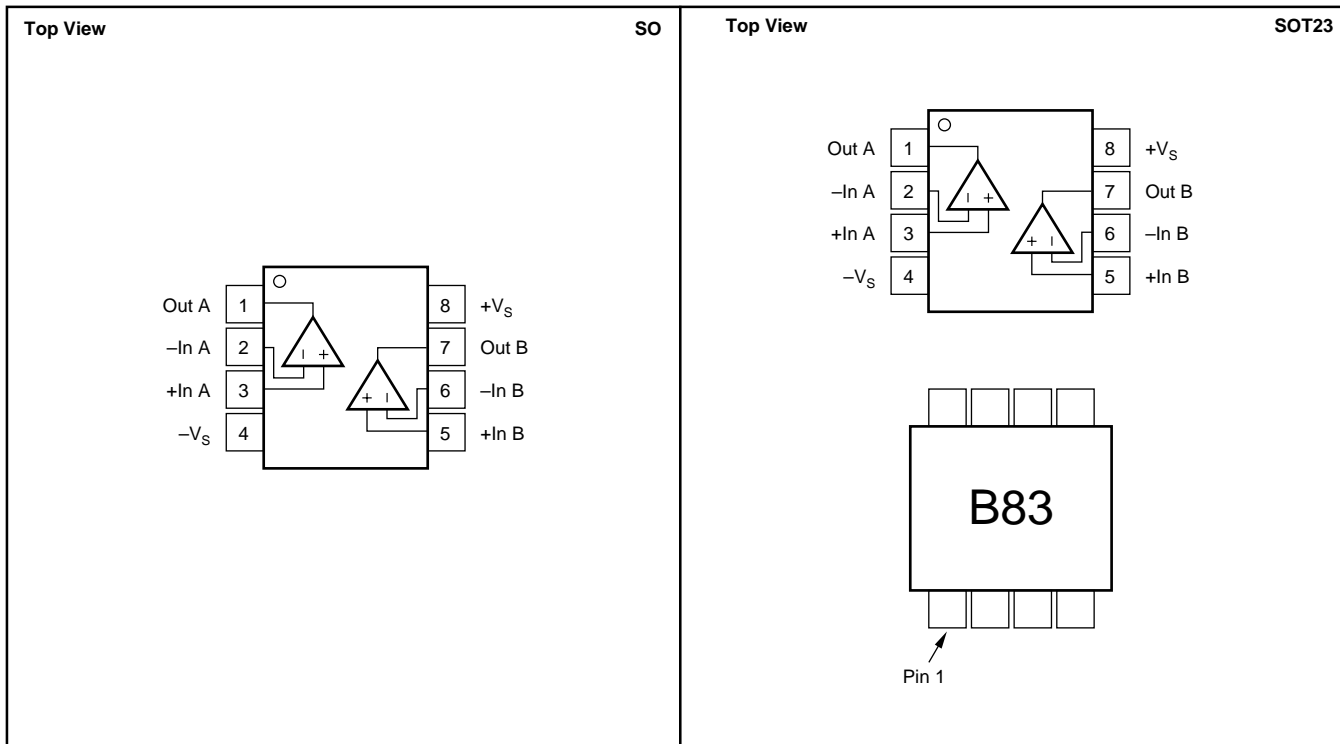 Top View SO
Out A 1 8 +VS
–In A 2 – + 7 Out B
+In A 3 + – 6 –In B
–VS 4 5 +In B
Top View SOT23
Out A 1 8 +VS
–In A 2 – + 7 Out B
+In A 3 + – 6 –In B
–VS 4 5 +In B
B83
Pin 1